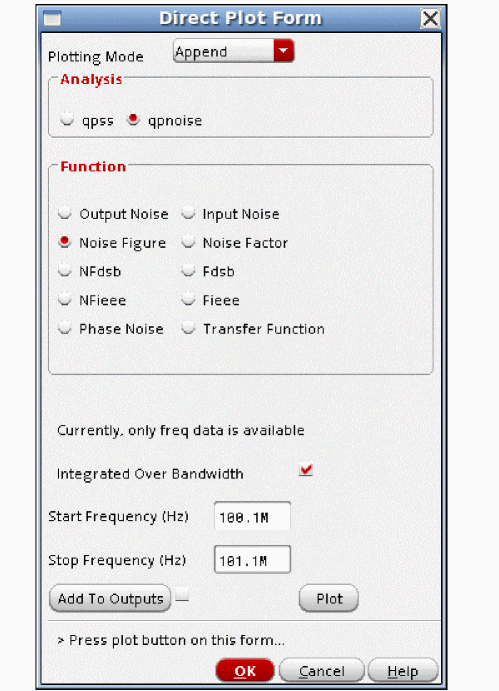 Direct Plot Form
Plotting Mode Append
Analysis
qpss qpnoise
Function
Output Noise Input Noise
Noise Figure Noise Factor
NFdsb Fdsb
NFieee Fieee
Phase Noise Transfer Function
Currently, only freq data is available
Integrated Over Bandwidth
Start Frequency (Hz) 100.1M
Stop Frequency (Hz) 101.1M
Add To Outputs Plot
> Press plot button on this form...
OK Cancel Help